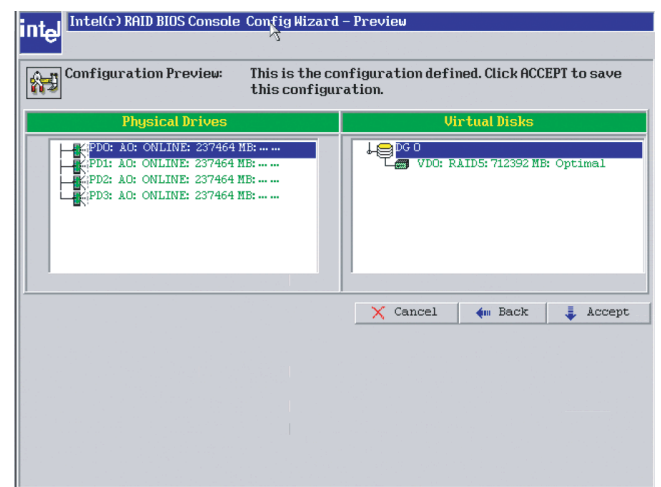 intel
Intel(r) RAID BIOS Console Config Wizard – Preview
Configuration Preview: This is the configuration defined. Click ACCEPT to save
this configuration.
Physical Drives
PD0: A0: ONLINE: 237464 MB: ... ...
PD1: A0: ONLINE: 237464 MB: ... ...
PD2: A0: ONLINE: 237464 MB: ... ...
PD3: A0: ONLINE: 237464 MB: ... ...
Virtual Disks
DG 0
VD0: RAID5: 712392 MB: Optimal
Cancel
Back
Accept